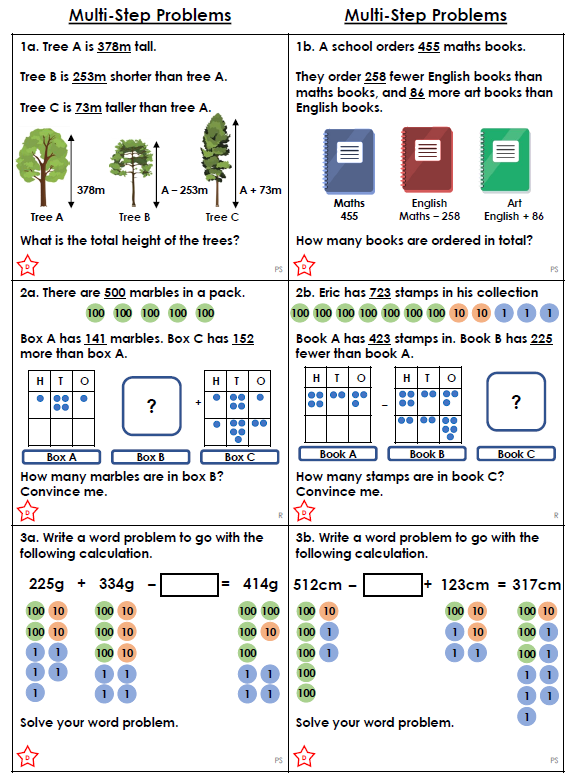 Multi-Step Problems
Multi-Step Problems
1a. Tree A is 378m tall.
Tree B is 253m shorter than tree A.
Tree C is 73m taller than tree A.
378m
A – 253m
A + 73m
Tree A
Tree B
Tree C
What is the total height of the trees?
D
PS
1b. A school orders 455 maths books.
They order 258 fewer English books than
maths books, and 86 more art books than
English books.
Maths
455
English
Maths – 258
Art
English + 86
How many books are ordered in total?
D
PS
2a. There are 500 marbles in a pack.
100 100 100 100 100
Box A has 141 marbles. Box C has 152
more than box A.
H T O
?
+
H T O
Box A
Box B
Box C
How many marbles are in box B?
Convince me.
D
R
2b. Eric has 723 stamps in his collection
100 100 100 100 100 100 100 10 10 1 1 1
Book A has 423 stamps in. Book B has 225
fewer than book A.
H T O
–
H T O
?
Book A
Book B
Book C
How many stamps are in book C?
Convince me.
D
R
3a. Write a word problem to go with the
following calculation.
225g + 334g – = 414g
100 10 100 10 100 100
100 10 100 10 100 10
1 1 100 10 100
1 1 1 1 1 1
1 1 1 1 1
Solve your word problem.
D
PS
3b. Write a word problem to go with the
following calculation.
512cm – + 123cm = 317cm
100 10 100 10 100 10
100 1 1 10 100 1
100 1 1 1 100 1
100 1 1
100 1 1
1
Solve your word problem.
D
PS